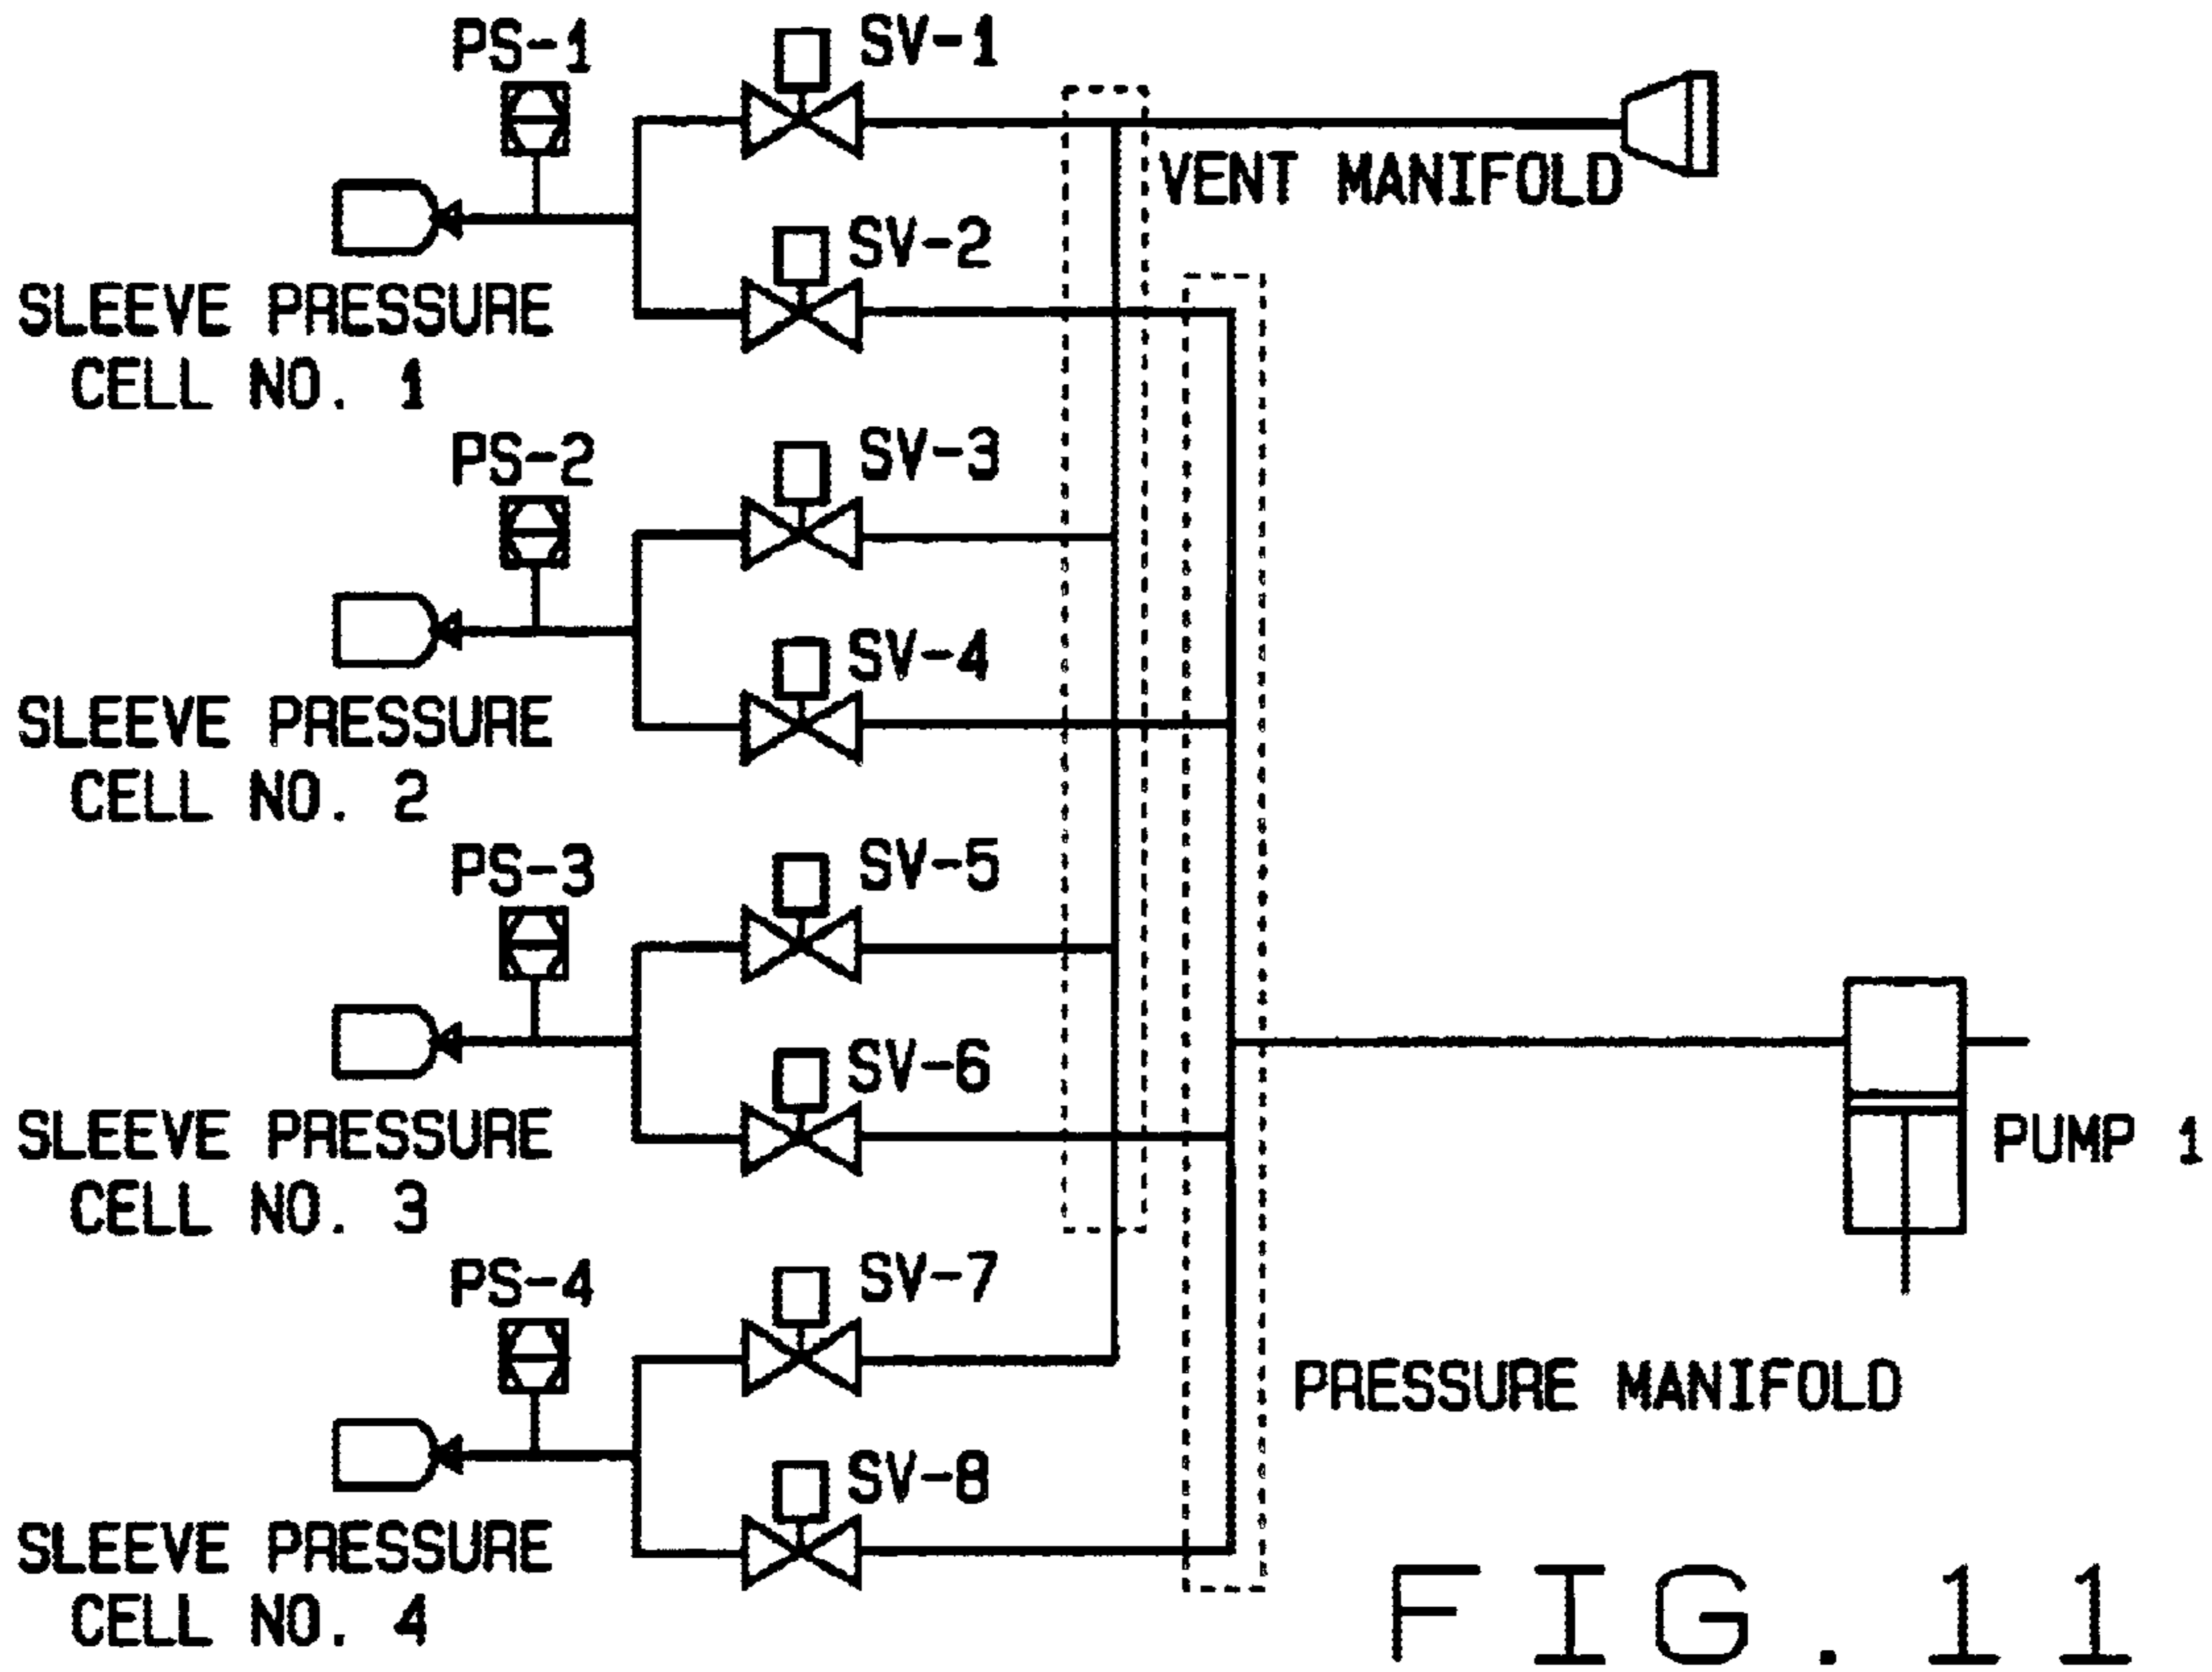 PS-1
SV-1
VENT MANIFOLD
SV-2
SLEEVE PRESSURE
CELL NO. 1
PS-2
SV-3
SV-4
SLEEVE PRESSURE
CELL NO. 2
PS-3
SV-5
SV-6
PUMP 1
SLEEVE PRESSURE
CELL NO. 3
PS-4
SV-7
PRESSURE MANIFOLD
SV-8
SLEEVE PRESSURE
CELL NO. 4
FIG. 11